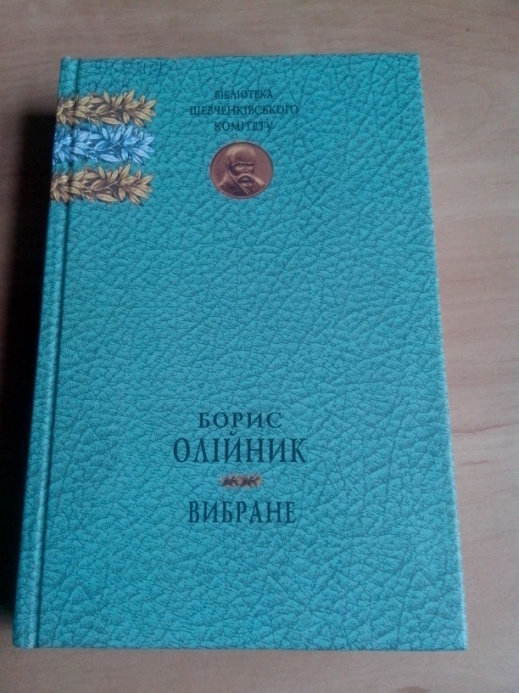 БІБЛІОТЕКА
ШЕВЧЕНКІВСЬКОГО
КОМІТЕТУ
БОРИС
ОЛІЙНИК
ВИБРАНЕ